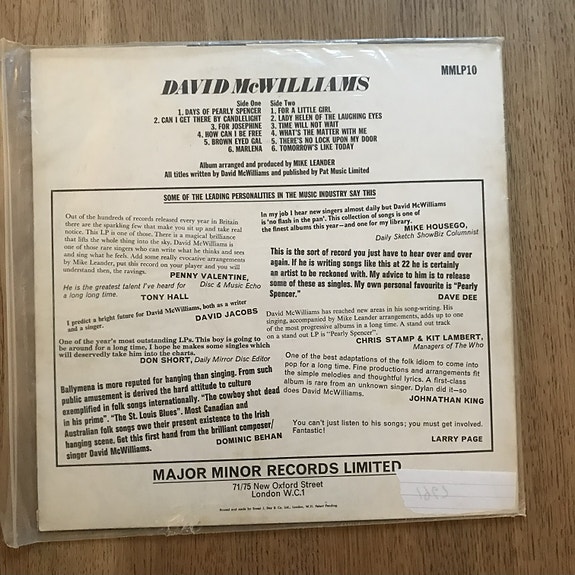 DAVID McWILLIAMS
MMLP10
Side One
1. DAYS OF PEARLY SPENCER
2. CAN I GET THERE BY CANDLELIGHT
3. FOR JOSEPHINE
4. HOW CAN I BE FREE
5. BROWN EYED GAL
6. MARLENA
Side Two
1. FOR A LITTLE GIRL
2. LADY HELEN OF THE LAUGHING EYES
3. TIME WILL NOT WAIT
4. WHAT'S THE MATTER WITH ME
5. THERE'S NO LOCK UPON MY DOOR
6. TOMORROW'S LIKE TODAY
Album arranged and produced by MIKE LEANDER
All titles written by David McWilliams and published by Pat Music Limited
SOME OF THE LEADING PERSONALITIES IN THE MUSIC INDUSTRY SAY THIS
Out of the hundreds of records released every year in Britain
there are the sparkling few that make you sit up and take real
notice. This LP is one of those. There is a magical brilliance
that lifts the whole thing into the sky. David McWilliams is
one of those rare singers who can write what he thinks and sees
and sing what he feels. Add some really evocative arrangements
by Mike Leander, put this record on your player and you will
understand then, the ravings.
PENNY VALENTINE,
Disc & Music Echo
He is the greatest talent I've heard for
a long long time.
TONY HALL
I predict a bright future for David McWilliams, both as a writer
and a singer.
DAVID JACOBS
One of the year's most outstanding LPs. This boy is going to
be around for a long time, I hope he makes some singles which
will deservedly take him into the charts.
DON SHORT, Daily Mirror Disc Editor
Ballymena is more reputed for hanging than singing. From such
public amusement is derived the hard attitude to culture
exemplified in folk songs internationally. "The cowboy shot dead
in his prime". "The St. Louis Blues". Most Canadian and
Australian folk songs owe their present existence to the Irish
hanging scene. Get this first hand from the brilliant composer/
singer David McWilliams.
DOMINIC BEHAN
In my job I hear new singers almost daily but David McWilliams
is 'no flash in the pan'. This collection of songs is one of
the finest albums this year—and one for my library.
MIKE HOUSEGO,
Daily Sketch ShowBiz Columnist
This is the sort of record you just have to hear over and over
again. If he is writing songs like this at 22 he is certainly
an artist to be reckoned with. My advice to him is to release
some of these as singles. My own personal favourite is "Pearly
Spencer."
DAVE DEE
David McWilliams has reached new areas in his song-writing. His
singing, accompanied by Mike Leander arrangements, adds up to
one of the most progressive albums in a long time. A stand out track
on a stand out LP is "Pearly Spencer".
CHRIS STAMP & KIT LAMBERT,
Managers of The Who
One of the best adaptations of the folk idiom to come into
pop for a long time. Fine productions and arrangements fit
the simple melodies and thoughtful lyrics. A first-class
album is rare from an unknown singer. Dylan did it—so
does David McWilliams.
JOHNATHAN KING
You can't just listen to his songs; you must get involved.
Fantastic!
LARRY PAGE
MAJOR MINOR RECORDS LIMITED
71/75 New Oxford Street
London W.C.1